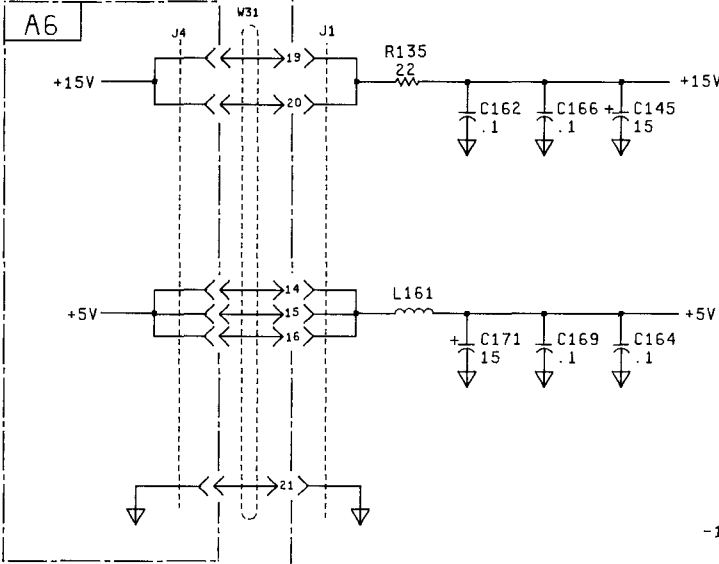 A6
W31
J4
J1
19
R135
22
+15V
+15V
20
C162
.1
C166
.1
+
C145
15
14
L161
+5V
15
+5V
16
+
C171
15
C169
.1
C164
.1
21
-1